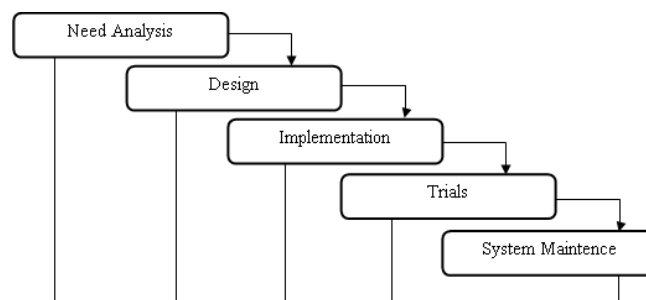 Need Analysis
Design
Implementation
Trials
System Maintence